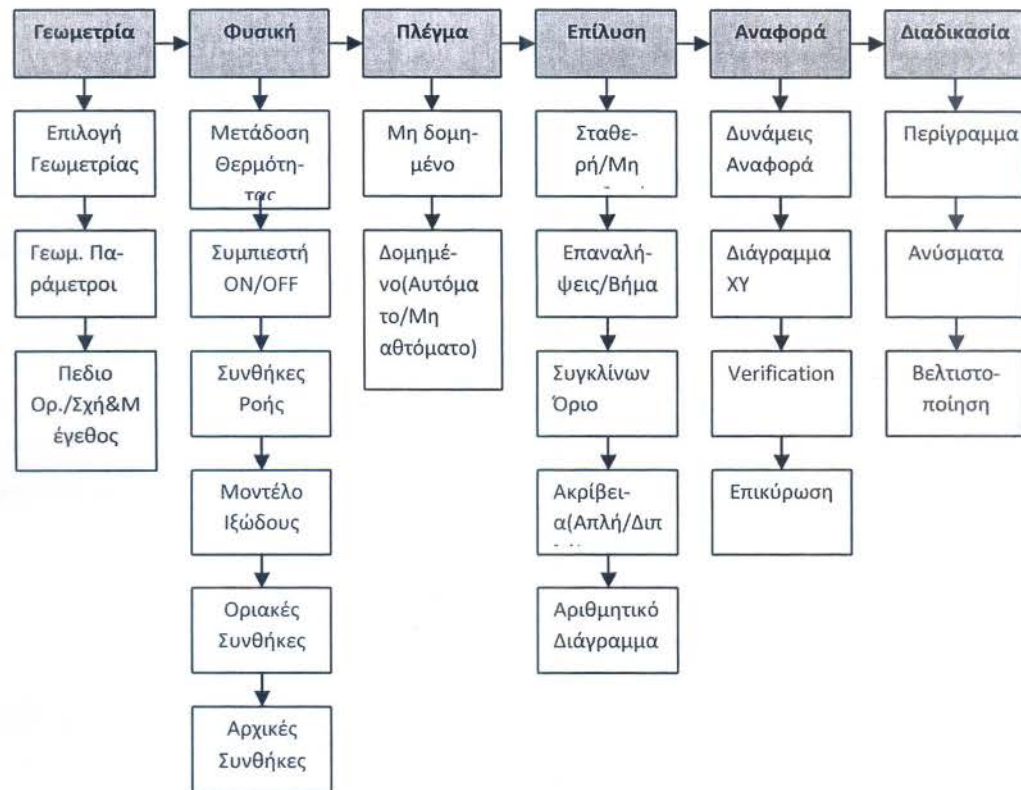 Γεωμετρία
Φυσική
Πλέγμα
Επίλυση
Αναφορά
Διαδικασία
Επιλογή
Γεωμετρίας
Γεωμ. Πα-
ράμετροι
Πεδιο
Ορ./Σχή&Μ
έγεθος
Μετάδοση
Θερμότη-
τας
Συμπιεστή
ON/OFF
Συνθήκες
Ροής
Μοντέλο
Ιξώδους
Οριακές
Συνθήκες
Αρχικές
Συνθήκες
Μη δομη-
μένο
Δομημέ-
νο(Αυτόμα
το/Μη
αθτόματο)
Σταθε-
ρή/Μη
Επαναλή-
ψεις/Βήμα
Συγκλίνων
Όριο
Ακρίβει-
α(Απλή/Διπ
Αριθμητικό
Διάγραμμα
Δυνάμεις
Αναφορά
Διάγραμμα
ΧΥ
Verification
Επικύρωση
Περίγραμμα
Ανύσματα
Βελτιστο-
ποίηση